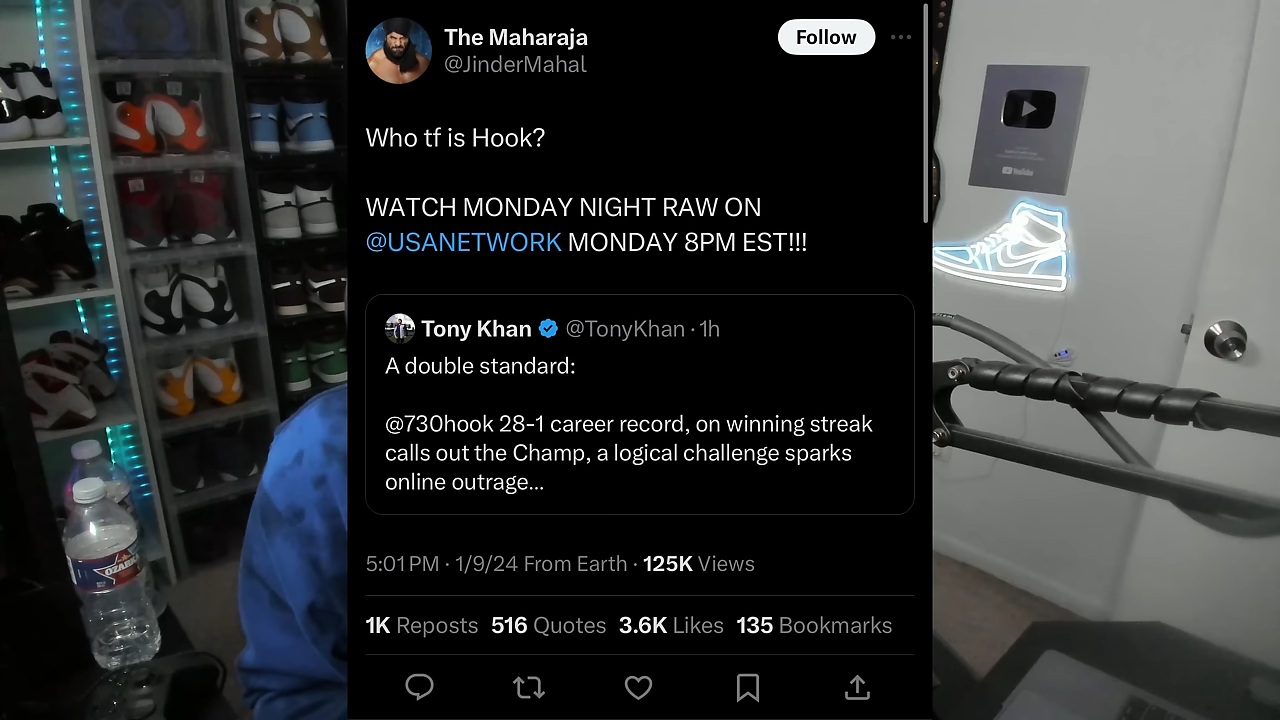 The Maharaja
Follow
@JinderMahal
Who tf is Hook?
WATCH MONDAY NIGHT RAW ON
@USANETWORK MONDAY 8PM EST!!!
Tony Khan @TonyKhan · 1h
A double standard:
@730hook 28-1 career record, on winning streak
calls out the Champ, a logical challenge sparks
online outrage...
5:01 PM · 1/9/24 From Earth · 125K Views
1K Reposts 516 Quotes 3.6K Likes 135 Bookmarks
YouTube
OZARK